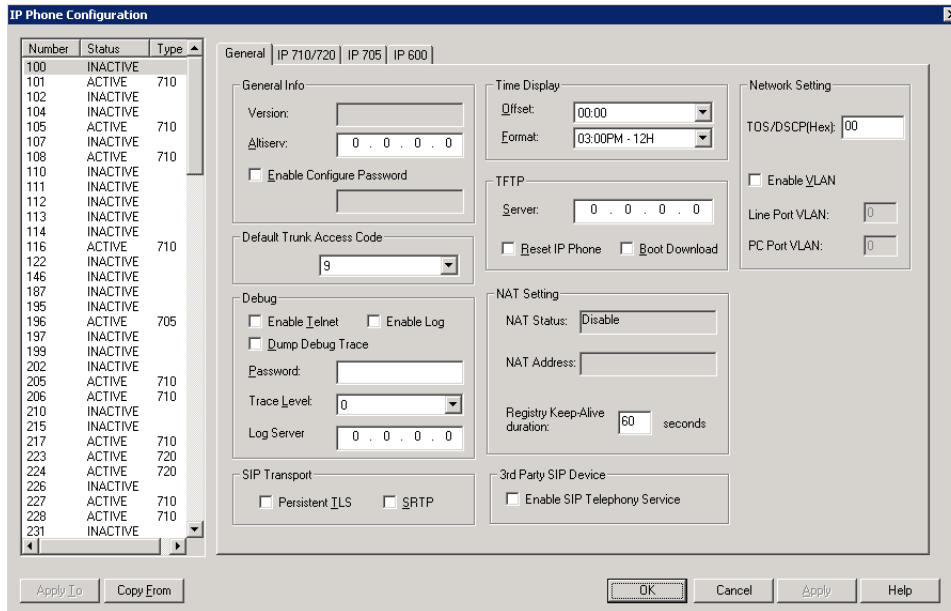 IP Phone Configuration
Number Status Type
100 INACTIVE
101 ACTIVE 710
102 INACTIVE
104 INACTIVE
105 ACTIVE 710
107 INACTIVE
108 ACTIVE 710
110 INACTIVE
111 INACTIVE
112 INACTIVE
113 INACTIVE
114 INACTIVE
116 ACTIVE 710
122 INACTIVE
146 INACTIVE
187 INACTIVE
195 INACTIVE
196 ACTIVE 705
197 INACTIVE
199 INACTIVE
202 INACTIVE
205 ACTIVE 710
206 ACTIVE 710
210 INACTIVE
215 INACTIVE
217 ACTIVE 710
223 ACTIVE 720
224 ACTIVE 720
226 INACTIVE
227 ACTIVE 710
228 ACTIVE 710
231 INACTIVE
General IP 710/720 IP 705 IP 600
General Info
Version:
Altiserv: 0 . 0 . 0 . 0
Enable Configure Password
Default Trunk Access Code
9
Debug
Enable Telnet Enable Log
Dump Debug Trace
Password:
Trace Level: 0
Log Server 0 . 0 . 0 . 0
SIP Transport
Persistent TLS SRTP
Time Display
Offset: 00:00
Format: 03:00PM - 12H
TFTP
Server: 0 . 0 . 0 . 0
Reset IP Phone Boot Download
NAT Setting
NAT Status: Disable
NAT Address:
Registry Keep-Alive
duration: 60 seconds
3rd Party SIP Device
Enable SIP Telephony Service
Network Setting
TOS/DSCP(Hex): 00
Enable VLAN
Line Port VLAN: 0
PC Port VLAN: 0
Apply To Copy From OK Cancel Apply Help